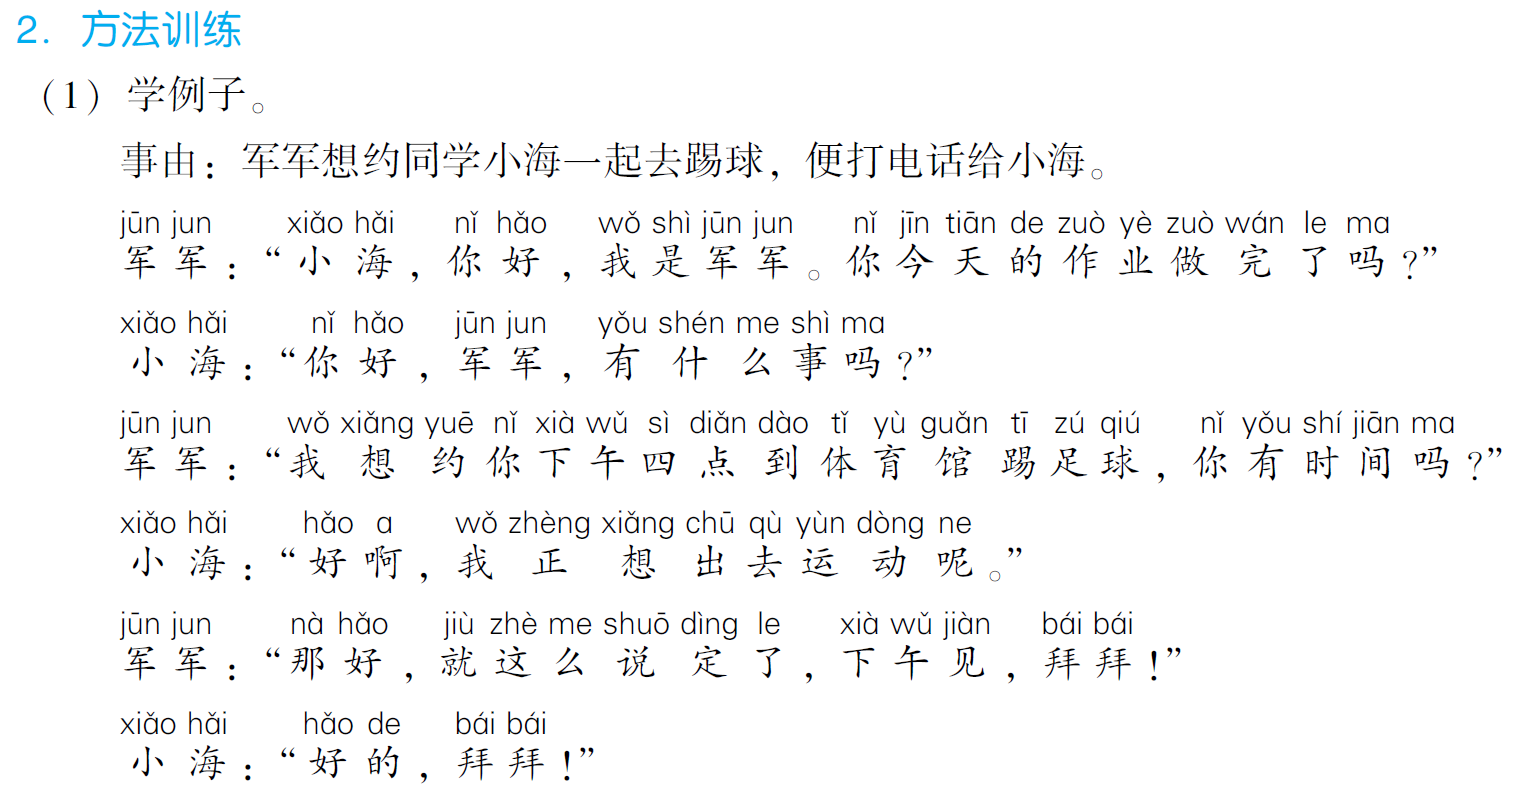 2. 方法训练
（1）学例子。
事由：军军想约同学小海一起去踢球，便打电话给小海。
jūn jun xiǎo hǎi nǐ hǎo wǒ shì jūn jun nǐ jīn tiān de zuò yè zuò wán le ma
军军：“小海，你好，我是军军。你今天的作业做完了吗？”
xiǎo hǎi nǐ hǎo jūn jun yǒu shén me shì ma
小海：“你好，军军，有什么事吗？”
jūn jun wǒ xiǎng yuē nǐ xià wǔ sì diǎn dào tǐ yù guǎn tī zú qiú nǐ yǒu shí jiān ma
军军：“我想约你下午四点到体育馆踢足球，你有时间吗？”
xiǎo hǎi hǎo a wǒ zhèng xiǎng chū qù yùn dòng ne
小海：“好啊，我正想出去运动呢。”
jūn jun nà hǎo jiù zhè me shuō dìng le xià wǔ jiàn bái bái
军军：“那好，就这么说定了，下午见，拜拜！”
xiǎo hǎi hǎo de bái bái
小海：“好的，拜拜！”